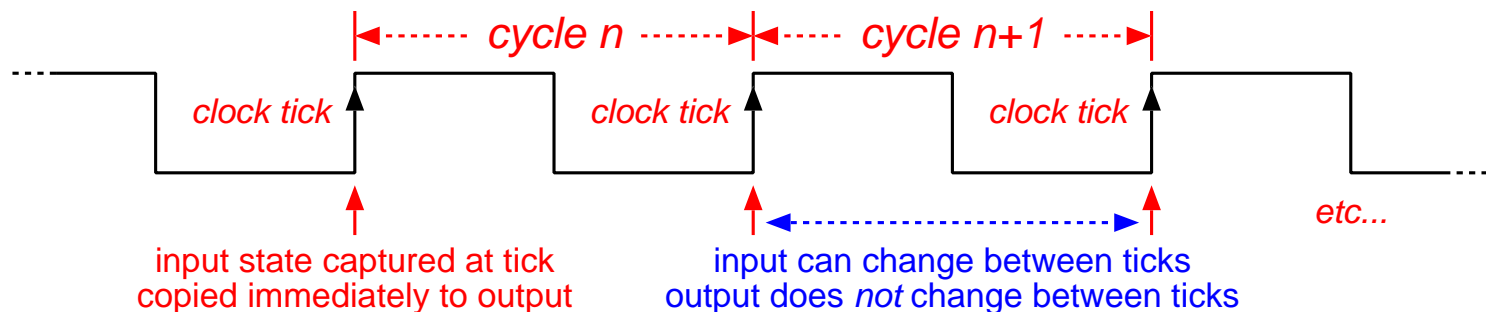 cycle n
cycle n+1
clock tick
clock tick
clock tick
etc...
input state captured at tick
copied immediately to output
input can change between ticks
output does not change between ticks